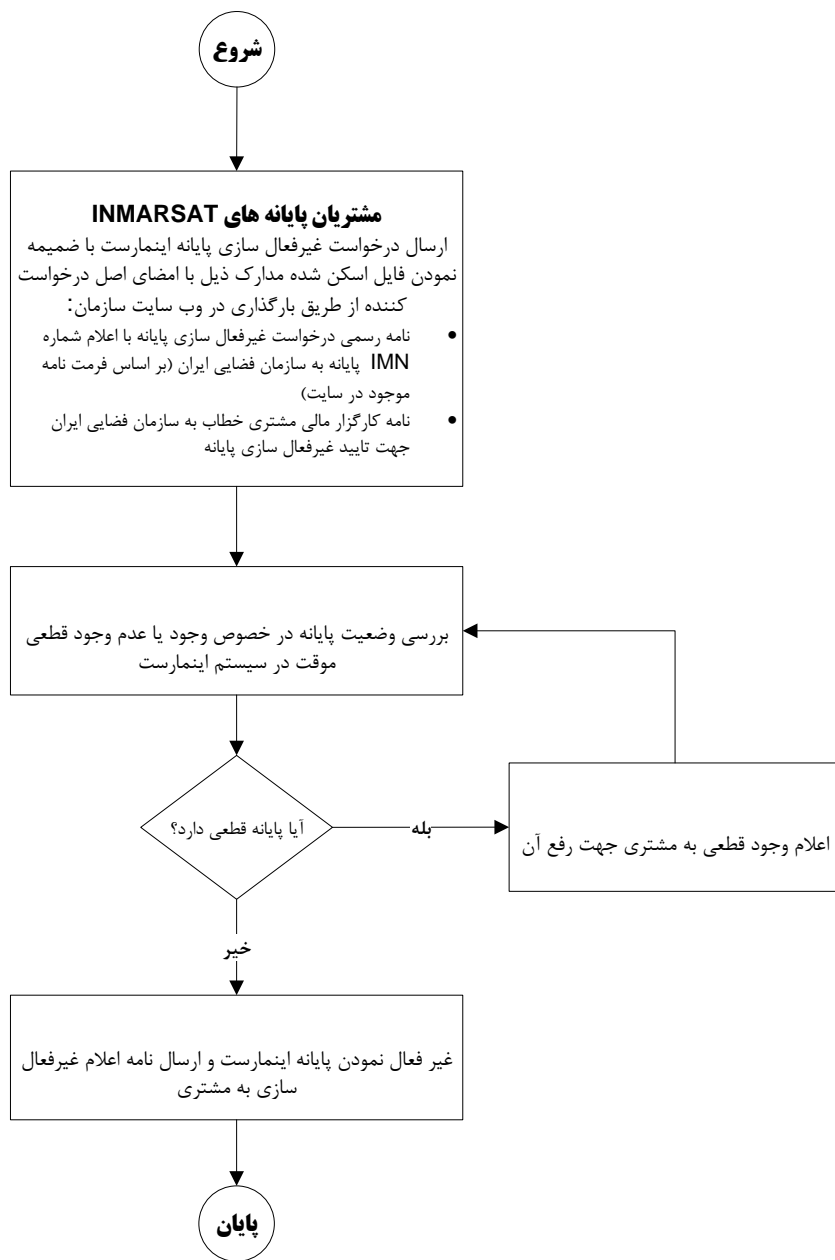 شروع
مشتریان پایانه های INMARSAT
ارسال درخواست غیرفعال سازی پایانه اینمارست با ضمیمه
نمودن فایل اسکن شده مدارک ذیل با امضای اصل درخواست
کننده از طریق بارگذاری در وب سایت سازمان:
• نامه رسمی درخواست غیرفعال سازی پایانه با اعلام شماره
IMN پایانه به سازمان فضایی ایران (بر اساس فرمت نامه
موجود در سایت)
• نامه کارگزار مالی مشتری خطاب به سازمان فضایی ایران
جهت تایید غیرفعال سازی پایانه
بررسی وضعیت پایانه در خصوص وجود یا عدم وجود قطعی
موقت در سیستم اینمارست
آیا پایانه قطعی دارد؟
بله
اعلام وجود قطعی به مشتری جهت رفع آن
خیر
غیر فعال نمودن پایانه اینمارست و ارسال نامه اعلام غیرفعال
سازی به مشتری
پایان